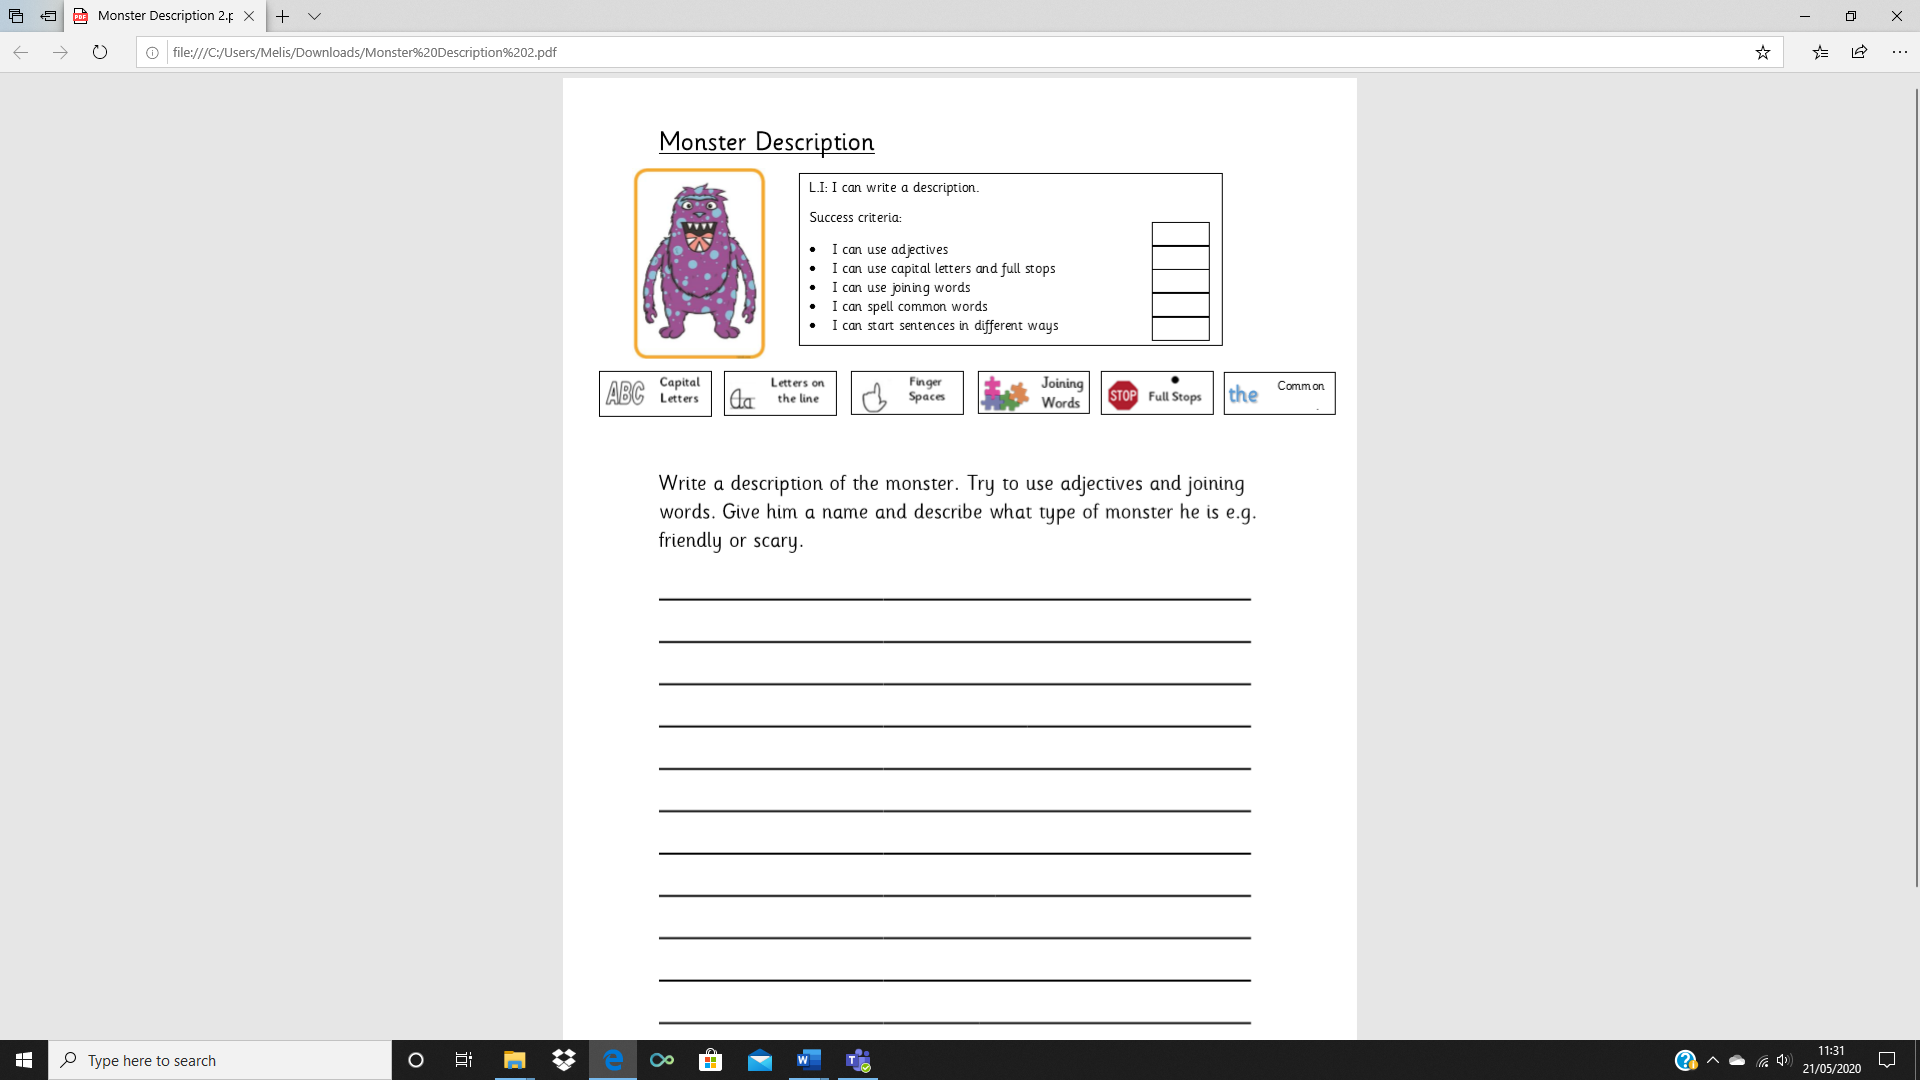 Monster Description 2.p
file:///C:/Users/Melis/Downloads/Monster%20Description%202.pdf
Monster Description
L.I: I can write a description.
Success criteria:
• I can use adjectives
• I can use capital letters and full stops
• I can use joining words
• I can spell common words
• I can start sentences in different ways
ABC Capital Letters
Letters on the line
Finger Spaces
Joining Words
STOP Full Stops
the Common
Write a description of the monster. Try to use adjectives and joining
words. Give him a name and describe what type of monster he is e.g.
friendly or scary.
Type here to search
11:31
21/05/2020